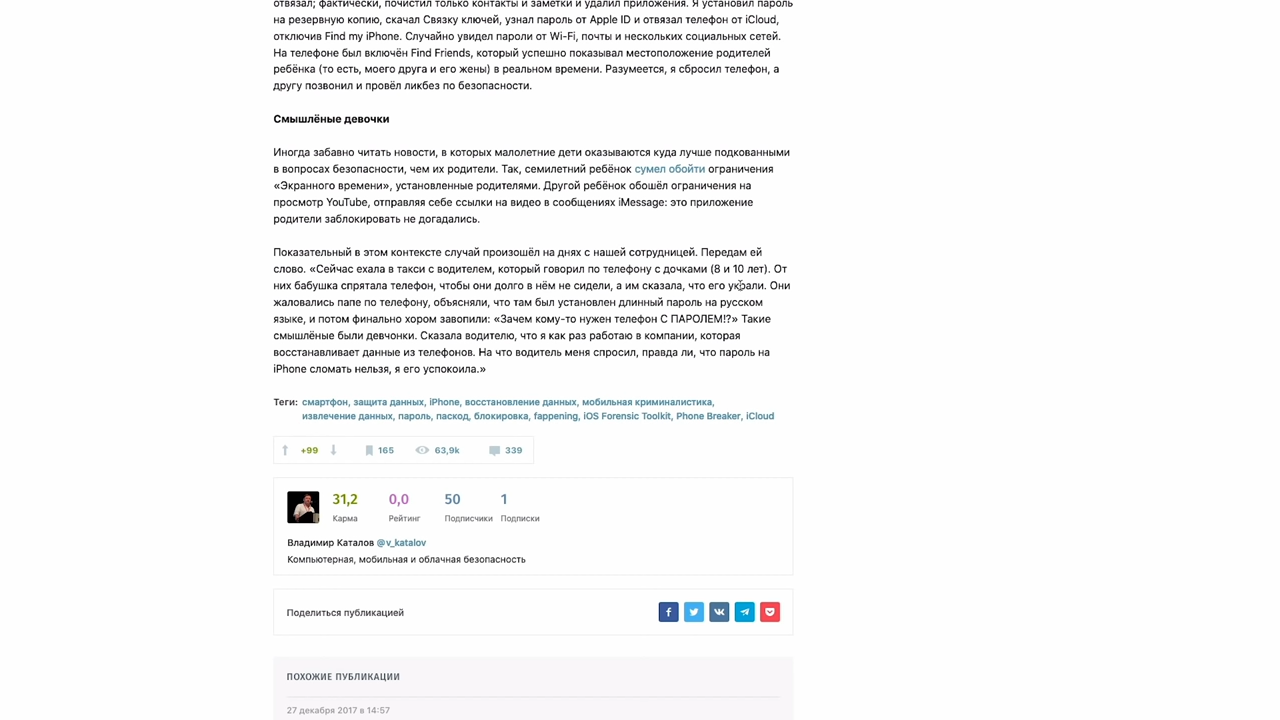 отвязал; фактически, почистил только контакты и заметки и удалил приложения. Я установил пароль
на резервную копию, скачал Связку ключей, узнал пароль от Apple ID и отвязал телефон от iCloud,
отключив Find my iPhone. Случайно увидел пароли от Wi-Fi, почты и нескольких социальных сетей.
На телефоне был включён Find Friends, который успешно показывал местоположение родителей
ребёнка (то есть, моего друга и его жены) в реальном времени. Разумеется, я сбросил телефон, а
другу позвонил и провёл ликбез по безопасности.
Смышлёные девочки
Иногда забавно читать новости, в которых малолетние дети оказываются куда лучше подкованными
в вопросах безопасности, чем их родители. Так, семилетний ребёнок сумел обойти ограничения
«Экранного времени», установленные родителями. Другой ребёнок обошёл ограничения на
просмотр YouTube, отправляя себе ссылки на видео в сообщениях iMessage: это приложение
родители заблокировать не догадались.
Показательный в этом контексте случай произошёл на днях с нашей сотрудницей. Передам ей
слово. «Сейчас ехала в такси с водителем, который говорил по телефону с дочками (8 и 10 лет). От
них бабушка спрятала телефон, чтобы они долго в нём не сидели, а им сказала, что его украли. Они
жаловались папе по телефону, объясняли, что там был установлен длинный пароль на русском
языке, и потом финально хором завопили: «Зачем кому-то нужен телефон С ПАРОЛЕМ!?» Такие
смышлёные были девчонки. Сказала водителю, что я как раз работаю в компании, которая
восстанавливает данные из телефонов. На что водитель меня спросил, правда ли, что пароль на
iPhone сломать нельзя, я его успокоила.»
Теги: смартфон, защита данных, iPhone, восстановление данных, мобильная криминалистика,
извлечение данных, пароль, паскод, блокировка, fappening, iOS Forensic Toolkit, Phone Breaker, iCloud
+99 165 63,9k 339
31,2 0,0 50 1
Карма Рейтинг Подписчики Подписки
Владимир Каталов @v_katalov
Компьютерная, мобильная и облачная безопасность
Поделиться публикацией
ПОХОЖИЕ ПУБЛИКАЦИИ
27 декабря 2017 в 14:57